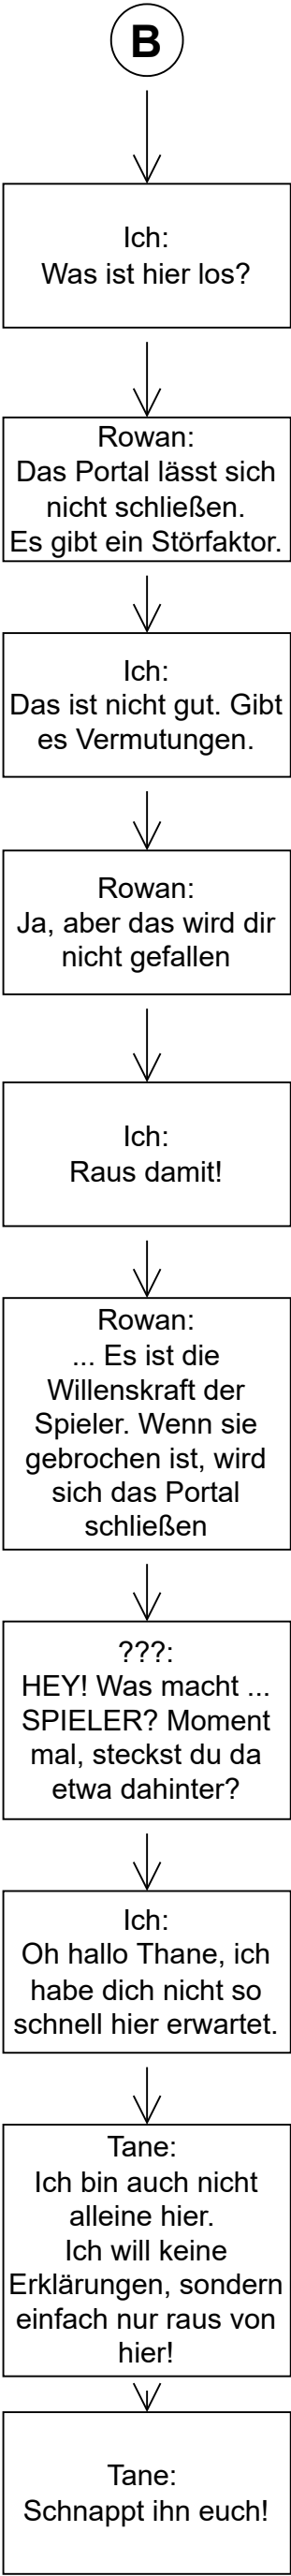 B
Ich:
Was ist hier los?
Rowan:
Das Portal lässt sich
nicht schließen.
Es gibt ein Störfaktor.
Ich:
Das ist nicht gut. Gibt
es Vermutungen.
Rowan:
Ja, aber das wird dir
nicht gefallen
Ich:
Raus damit!
Rowan:
... Es ist die
Willenskraft der
Spieler. Wenn sie
gebrochen ist, wird
sich das Portal
schließen
???:
HEY! Was macht ...
SPIELER? Moment
mal, steckst du da
etwa dahinter?
Ich:
Oh hallo Thane, ich
habe dich nicht so
schnell hier erwartet.
Tane:
Ich bin auch nicht
alleine hier.
Ich will keine
Erklärungen, sondern
einfach nur raus von
hier!
Tane:
Schnappt ihn euch!